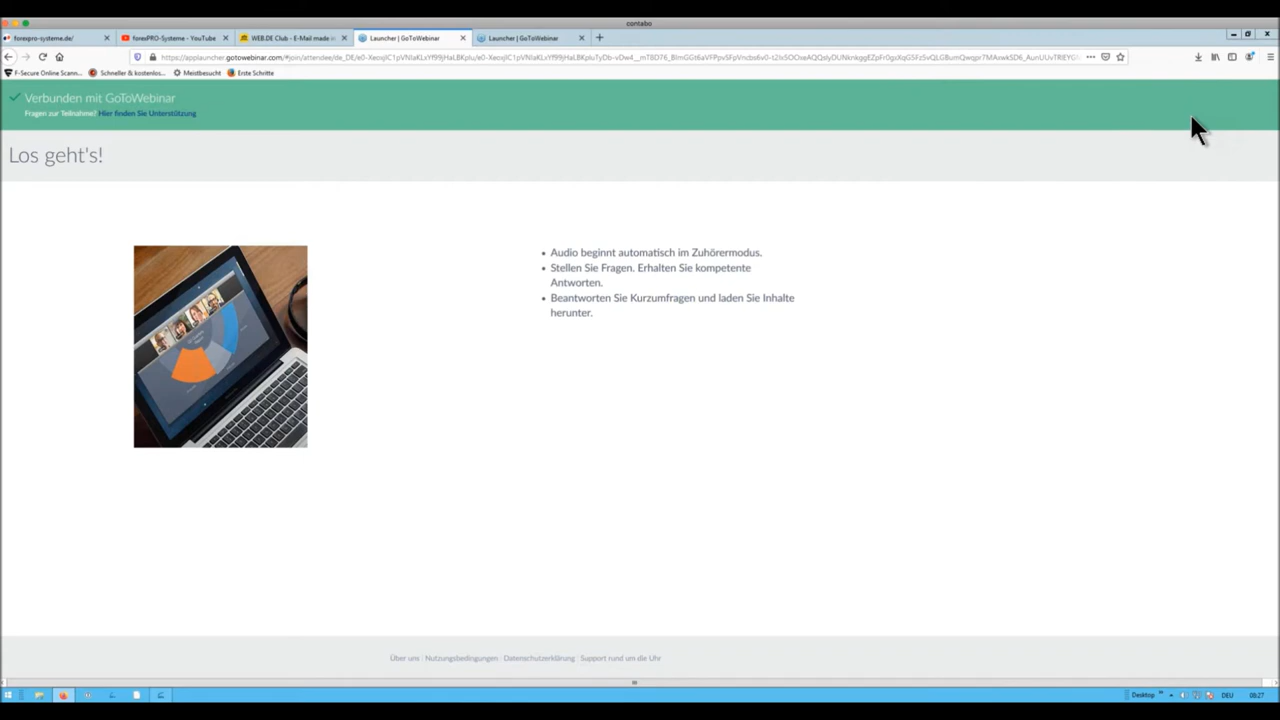 contabo
forexpro-systeme.de/
forexPRO-Systeme - YouTube
WEB.DE Club - E-Mail made in
Launcher | GoToWebinar
Launcher | GoToWebinar
F-Secure Online Scann...
Schneller & kostenlos...
Meistbesucht
Erste Schritte
Verbunden mit GoToWebinar
Fragen zur Teilnahme? Hier finden Sie Unterstützung
Los geht's!
• Audio beginnt automatisch im Zuhörermodus.
• Stellen Sie Fragen. Erhalten Sie kompetente
Antworten.
• Beantworten Sie Kurzumfragen und laden Sie Inhalte
herunter.
Über uns · Nutzungsbedingungen · Datenschutzerklärung · Support rund um die Uhr
Desktop
DEU
08:27